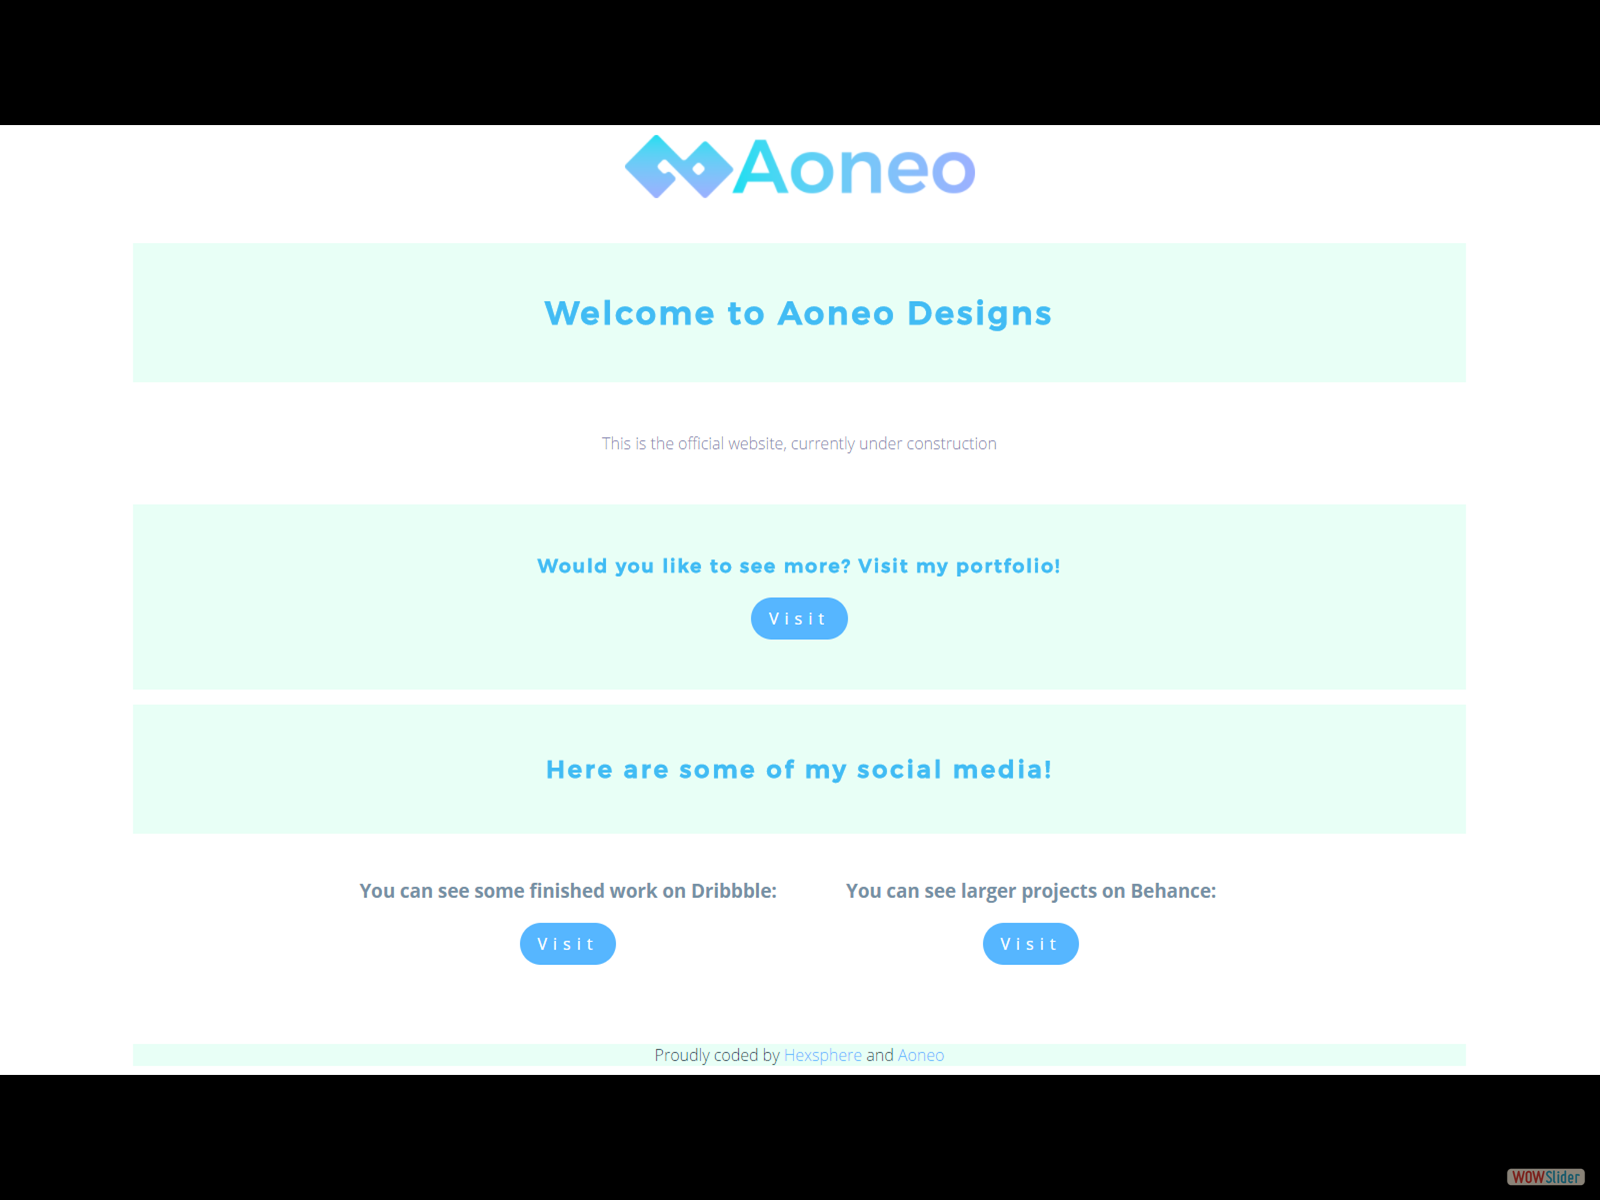 Aoneo
Welcome to Aoneo Designs
This is the official website, currently under construction
Would you like to see more? Visit my portfolio!
Visit
Here are some of my social media!
You can see some finished work on Dribbble:
Visit
You can see larger projects on Behance:
Visit
Proudly coded by Hexsphere and Aoneo
WOWSlider